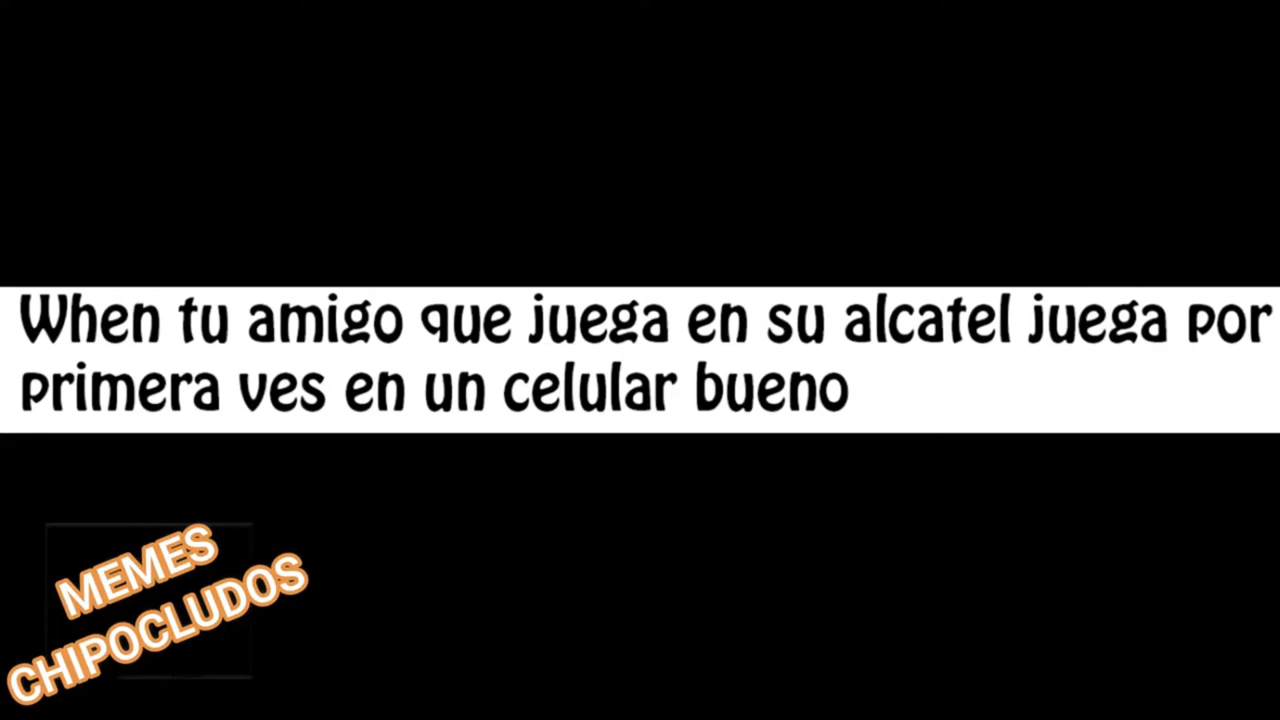 When tu amigo que juega en su alcatel juega por
primera ves en un celular bueno
MEMES
CHIPOCLUDOS